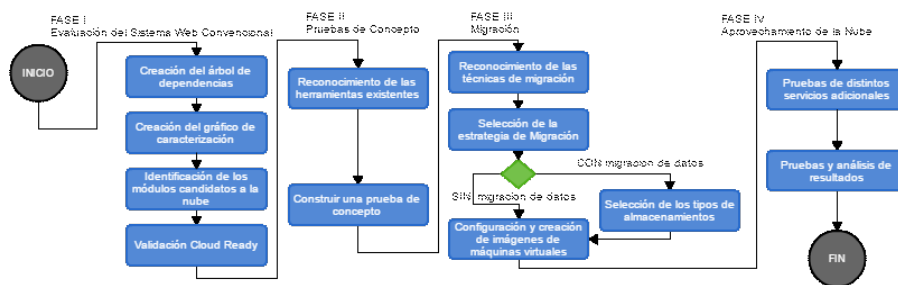 FASE I
Evaluación del Sistema Web Convencional
INICIO
Creación del árbol de
dependencias
Creación del gráfico de
caracterización
Identificación de los
módulos candidatos a la
nube
Validación Cloud Ready
FASE II
Pruebas de Concepto
Reconocimiento de las
herramientas existentes
Construir una prueba de
concepto
FASE III
Migración
Reconocimiento de las
técnicas de migración
Selección de la
estrategia de Migración
CON migracion de datos
SIN migracion de datos
Selección de los tipos de
almacenamientos
Configuración y creación
de imágenes de
máquinas virtuales
FASE IV
Aprovechamiento de la Nube
Pruebas de distintos
servicios adicionales
Pruebas y análisis de
resultados
FIN